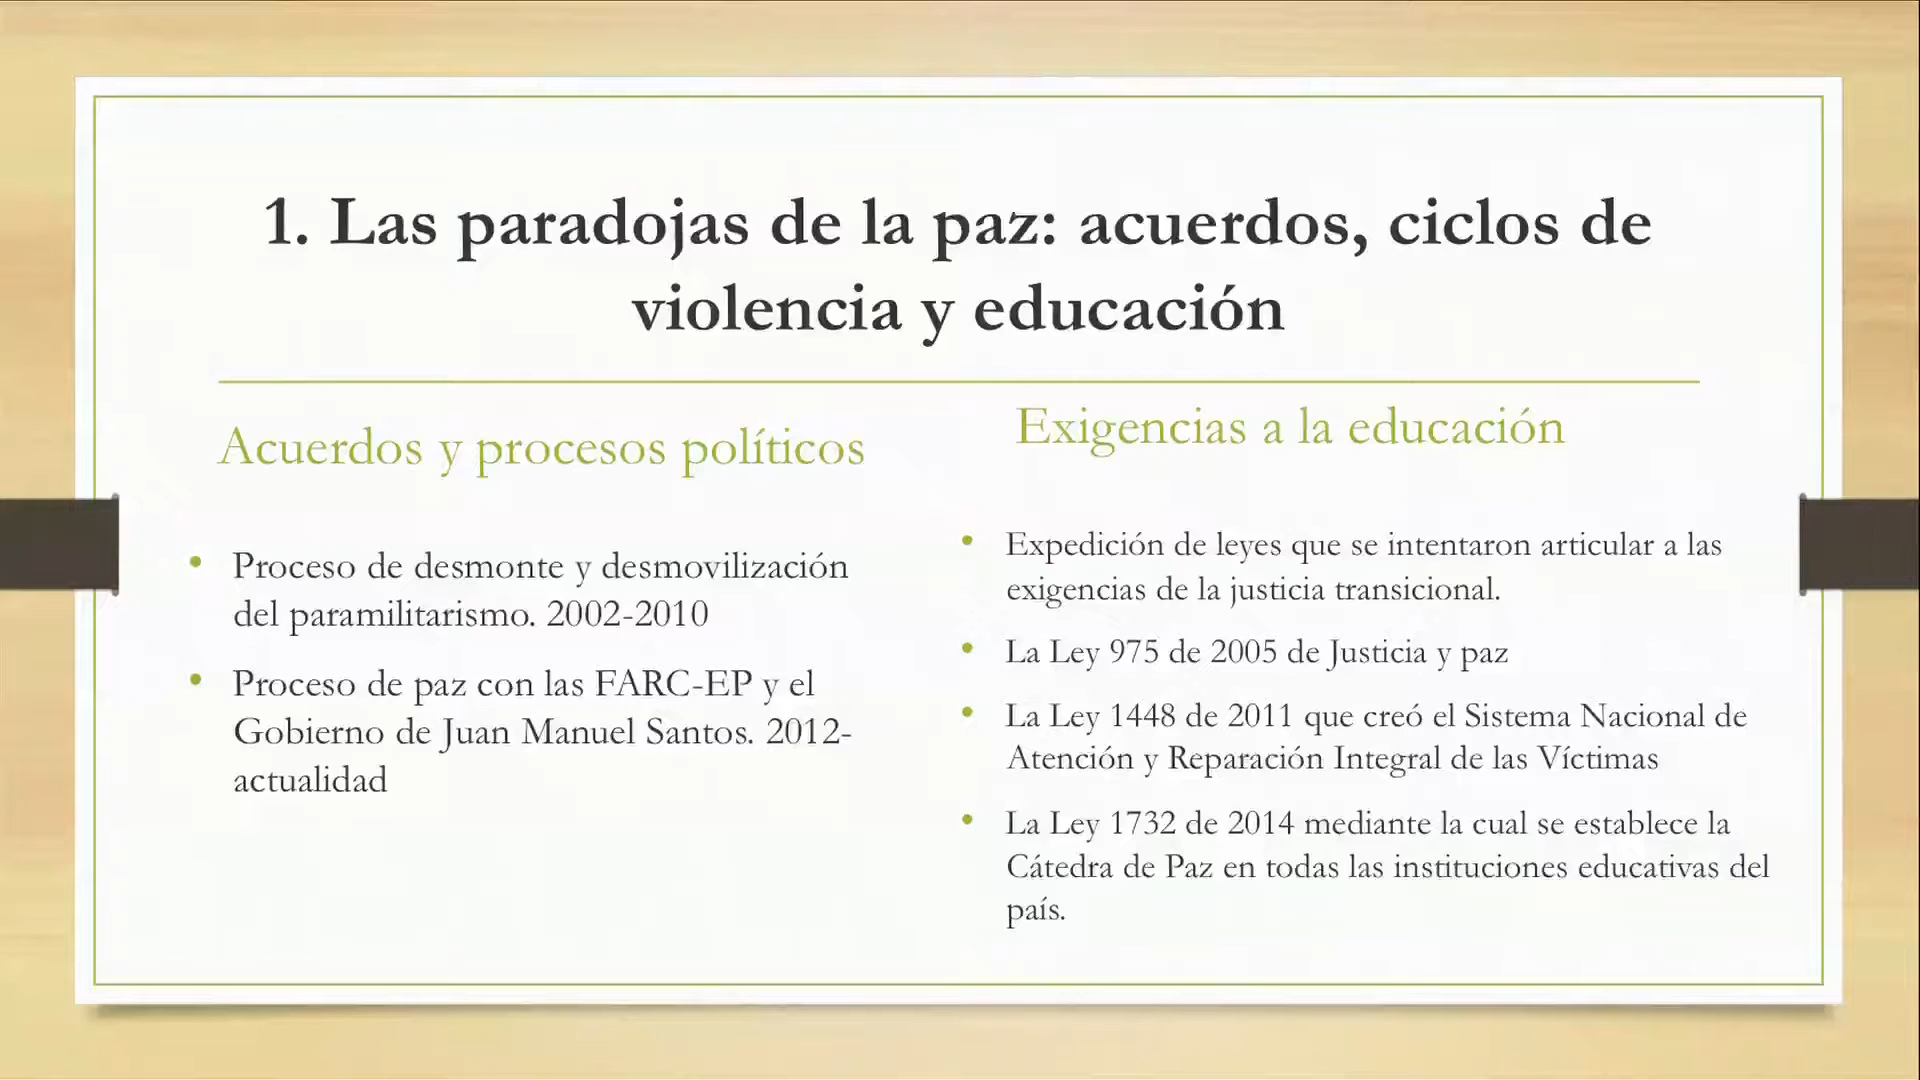 1. Las paradojas de la paz: acuerdos, ciclos de
violencia y educación
Acuerdos y procesos políticos
• Proceso de desmonte y desmovilización
del paramilitarismo. 2002-2010
• Proceso de paz con las FARC-EP y el
Gobierno de Juan Manuel Santos. 2012-
actualidad
Exigencias a la educación
• Expedición de leyes que se intentaron articular a las
exigencias de la justicia transicional.
• La Ley 975 de 2005 de Justicia y paz
• La Ley 1448 de 2011 que creó el Sistema Nacional de
Atención y Reparación Integral de las Víctimas
• La Ley 1732 de 2014 mediante la cual se establece la
Cátedra de Paz en todas las instituciones educativas del
país.